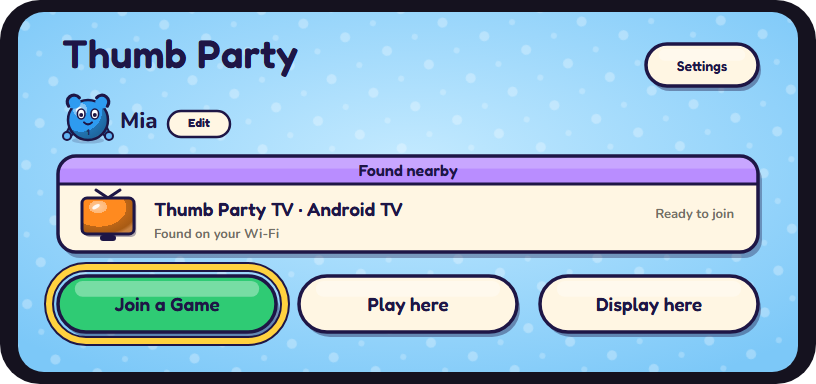 Thumb Party
Settings
Mia
Edit
Found nearby
Thumb Party TV · Android TV
Ready to join
Found on your Wi-Fi
Join a Game
Play here
Display here